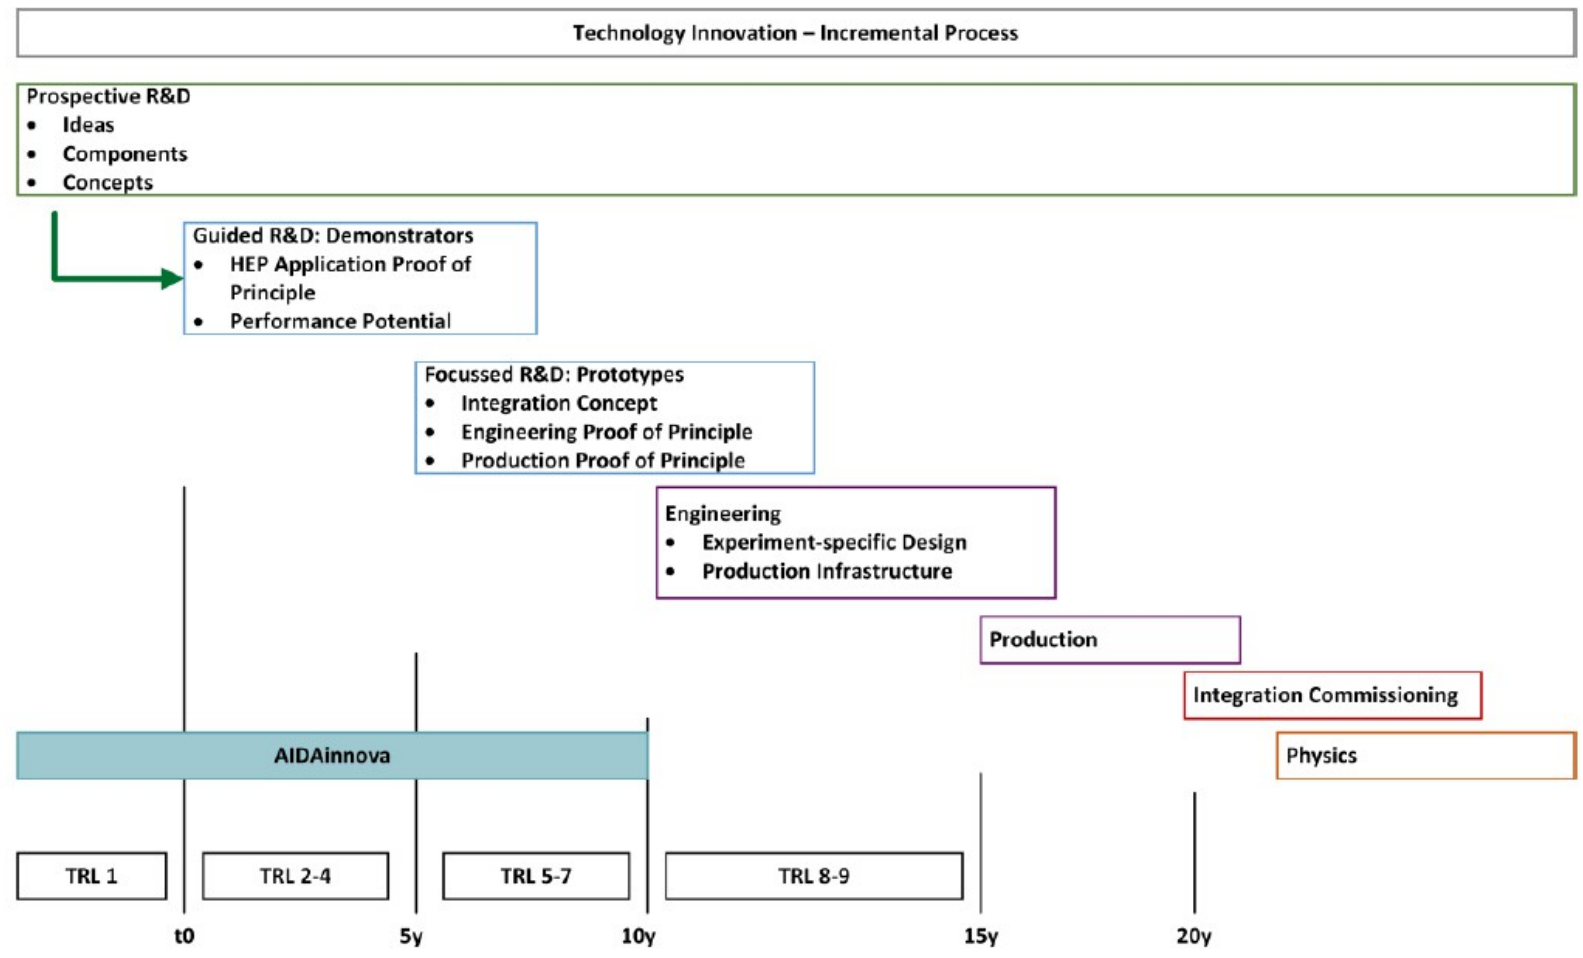 Technology Innovation – Incremental Process
Prospective R&D
• Ideas
• Components
• Concepts
Guided R&D: Demonstrators
• HEP Application Proof of
Principle
• Performance Potential
Focussed R&D: Prototypes
• Integration Concept
• Engineering Proof of Principle
• Production Proof of Principle
Engineering
• Experiment-specific Design
• Production Infrastructure
Production
Integration Commissioning
AIDAinnova
Physics
TRL 1
TRL 2-4
TRL 5-7
TRL 8-9
t0
5y
10y
15y
20y